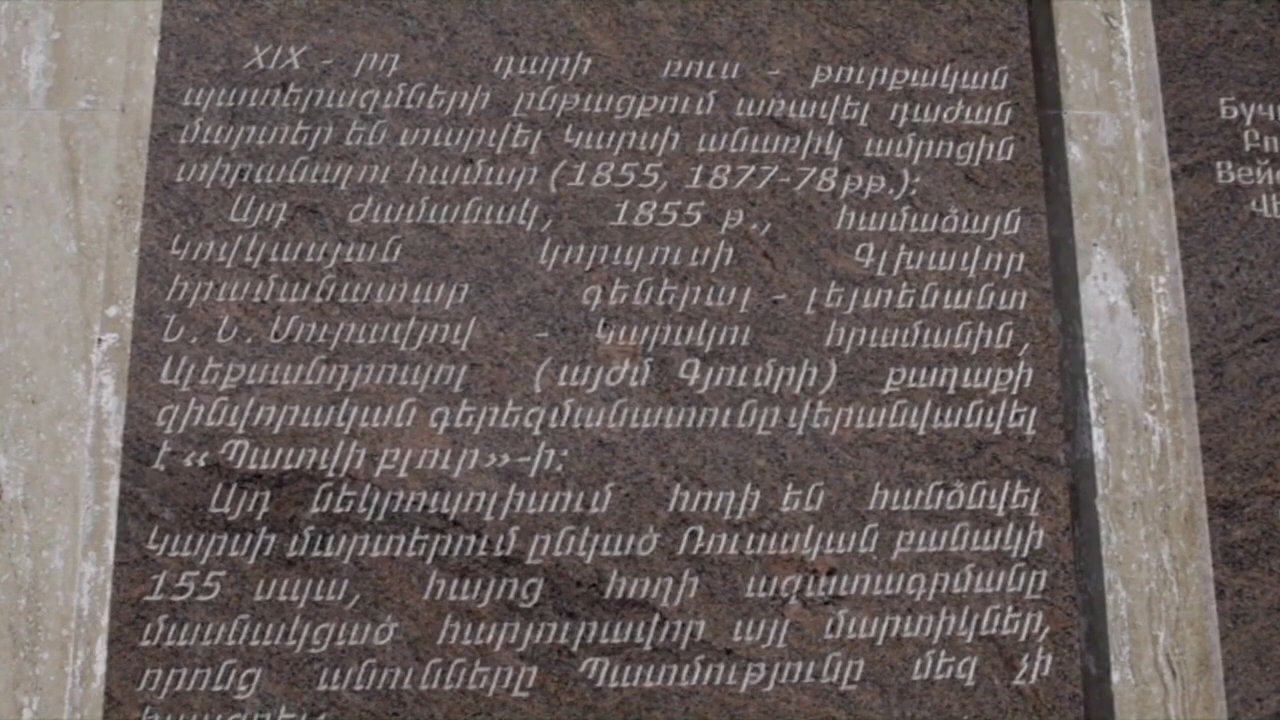 XIX - րդ դարի ռուս - թուրքական
պատերազմների ընթացքում առավել դաժան
մարտեր են տարվել Կարսի անառիկ ամրոցին
տիրանալու համար (1855, 1877-78թթ.):
Այդ ժամանակ, 1855 թ., համաձայն
Կովկասյան կորպուսի Գլխավոր
հրամանատար գեներալ - լեյտենանտ
Ն. Ն. Մուրավյով - Կարսկու հրամանին,
Ալեքսանդրոպոլ (այժմ Գյումրի) քաղաքի
զինվորական գերեզմանատունը վերանվանվել
է «Պատվի բլուր»-ի:
Այդ նեկրոպոլիսում հողի են հանձնվել
Կարսի մարտերում ընկած Ռուսական բանակի
155 սպա, հայոց հողի ազատագրմանը
մասնակցած հարյուրավոր այլ մարտիկներ,
որոնց անունները Պատմությունը մեզ չի